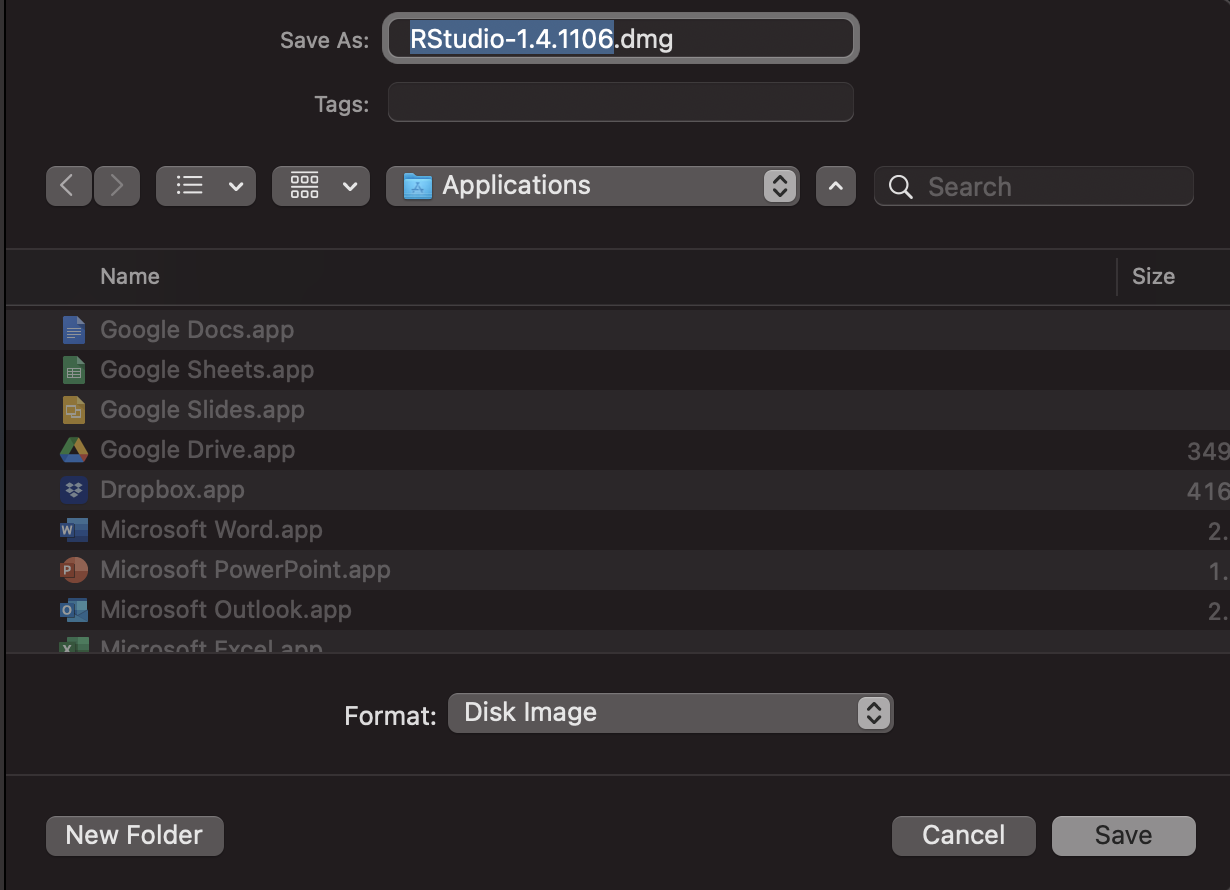 Save As: RStudio-1.4.1106.dmg
Tags:
Applications
Search
Name Size
Google Docs.app
Google Sheets.app
Google Slides.app
Google Drive.app 349
Dropbox.app 416
Microsoft Word.app 2.
Microsoft PowerPoint.app 1.
Microsoft Outlook.app 2.
Microsoft Excel.app
Format: Disk Image
New Folder Cancel Save